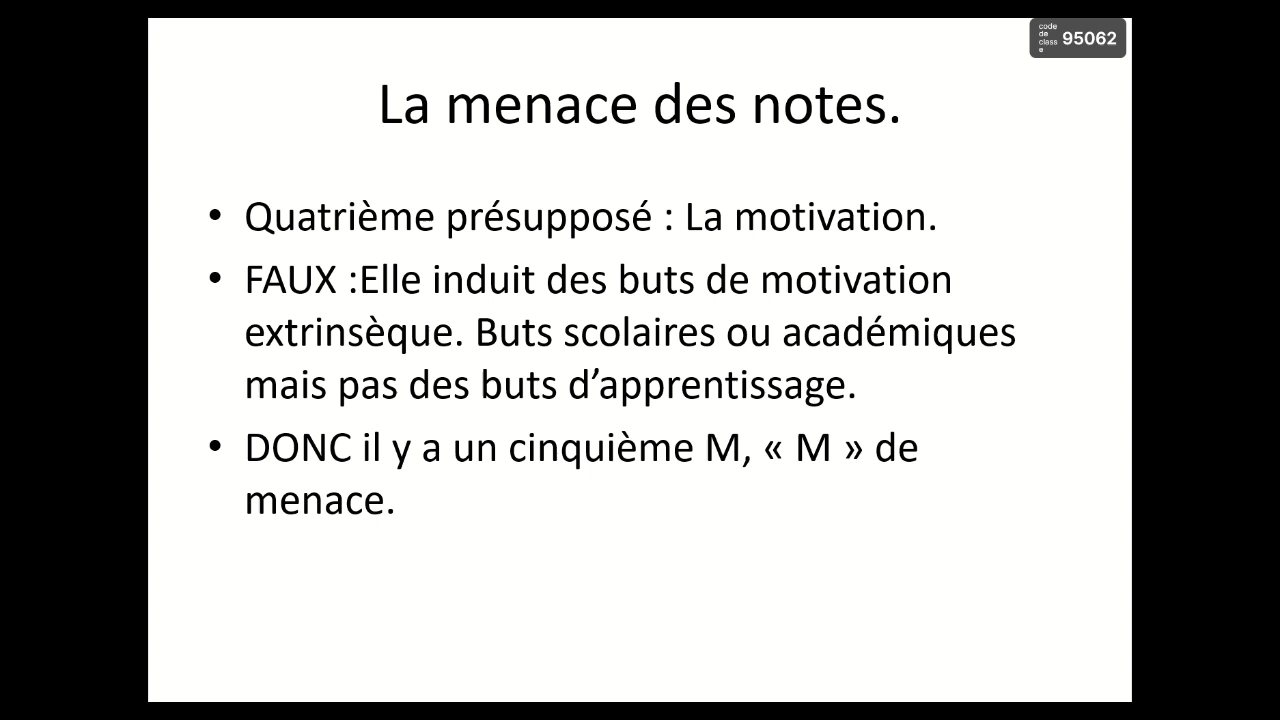 code
de
class
e
95062
La menace des notes.
• Quatrième présupposé : La motivation.
• FAUX :Elle induit des buts de motivation
extrinsèque. Buts scolaires ou académiques
mais pas des buts d’apprentissage.
• DONC il y a un cinquième M, « M » de
menace.